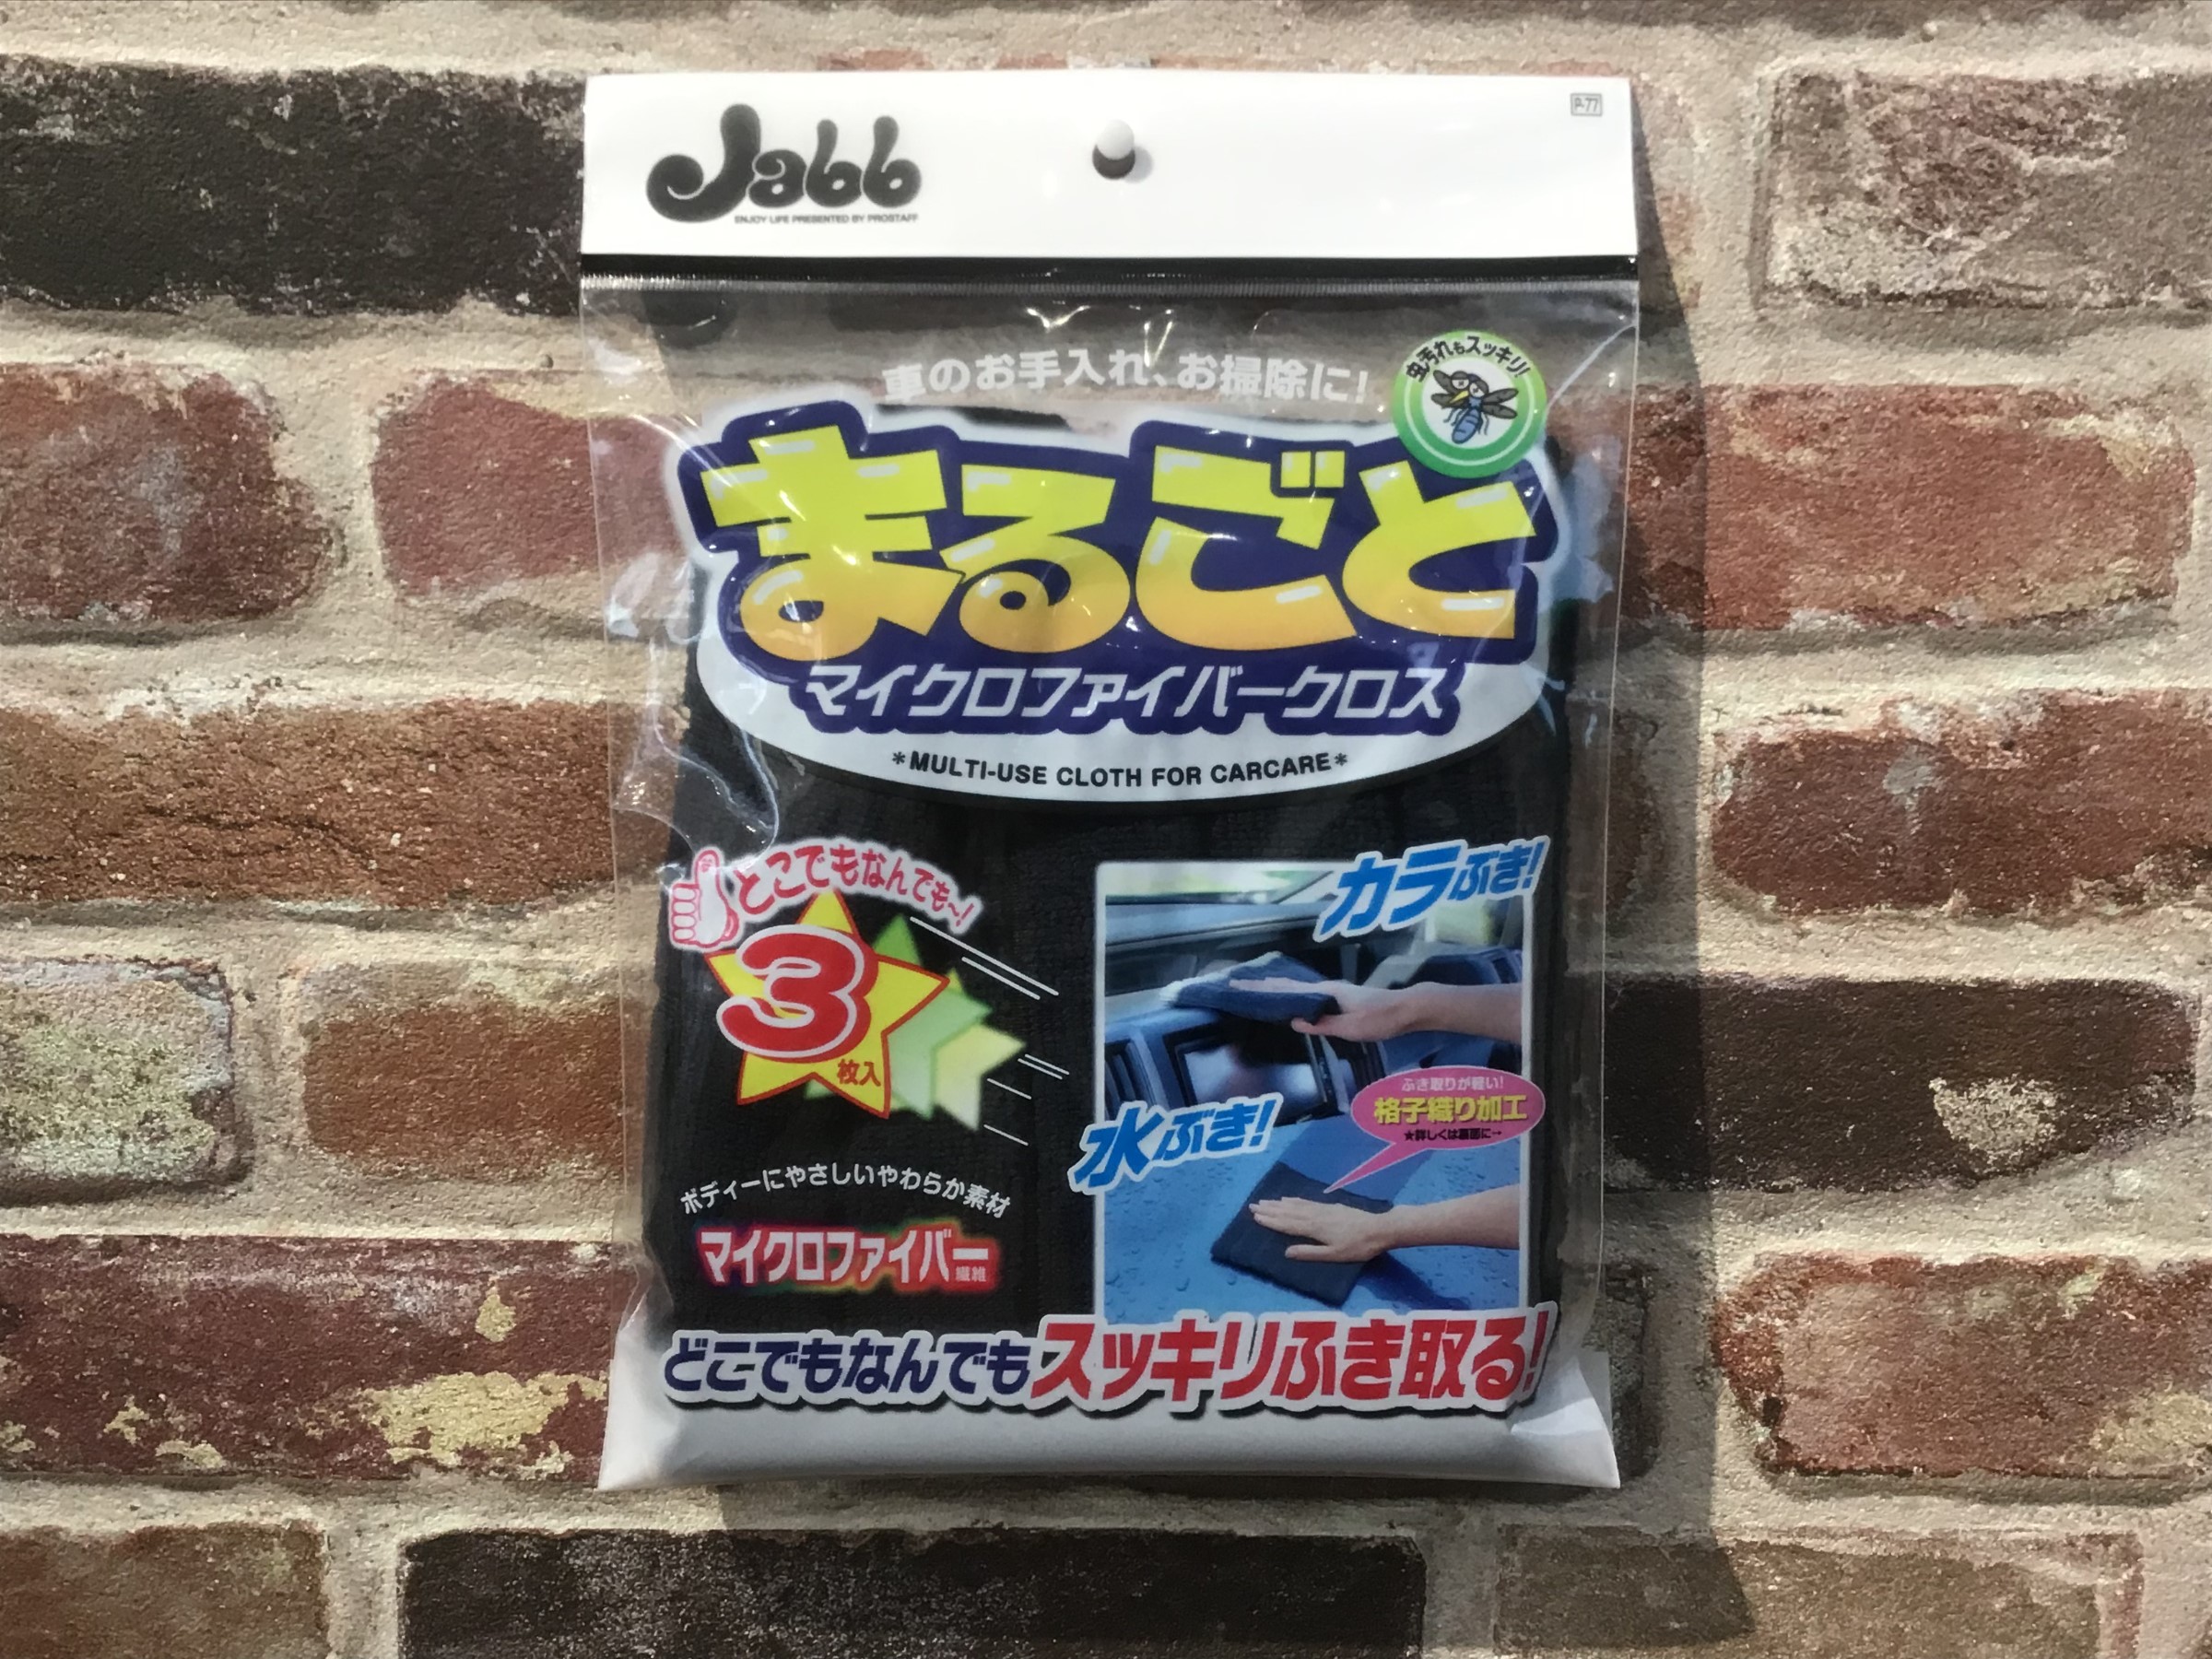 Jabb
P-77
ENJOY LIFE PRESENTED BY PROSTAFF
車のお手入れ、お掃除に!
虫汚れもスッキリ!
まるごと
マイクロファイバークロス
*MULTI-USE CLOTH FOR CARCARE*
どこでもなんでも〜!
3
枚入
カラぶき!
水ぶき!
ふき取りが軽い!
格子織り加工
★詳しくは裏面に→
ボディーにやさしいやわらか素材
マイクロファイバー繊維
どこでもなんでもスッキリふき取る!